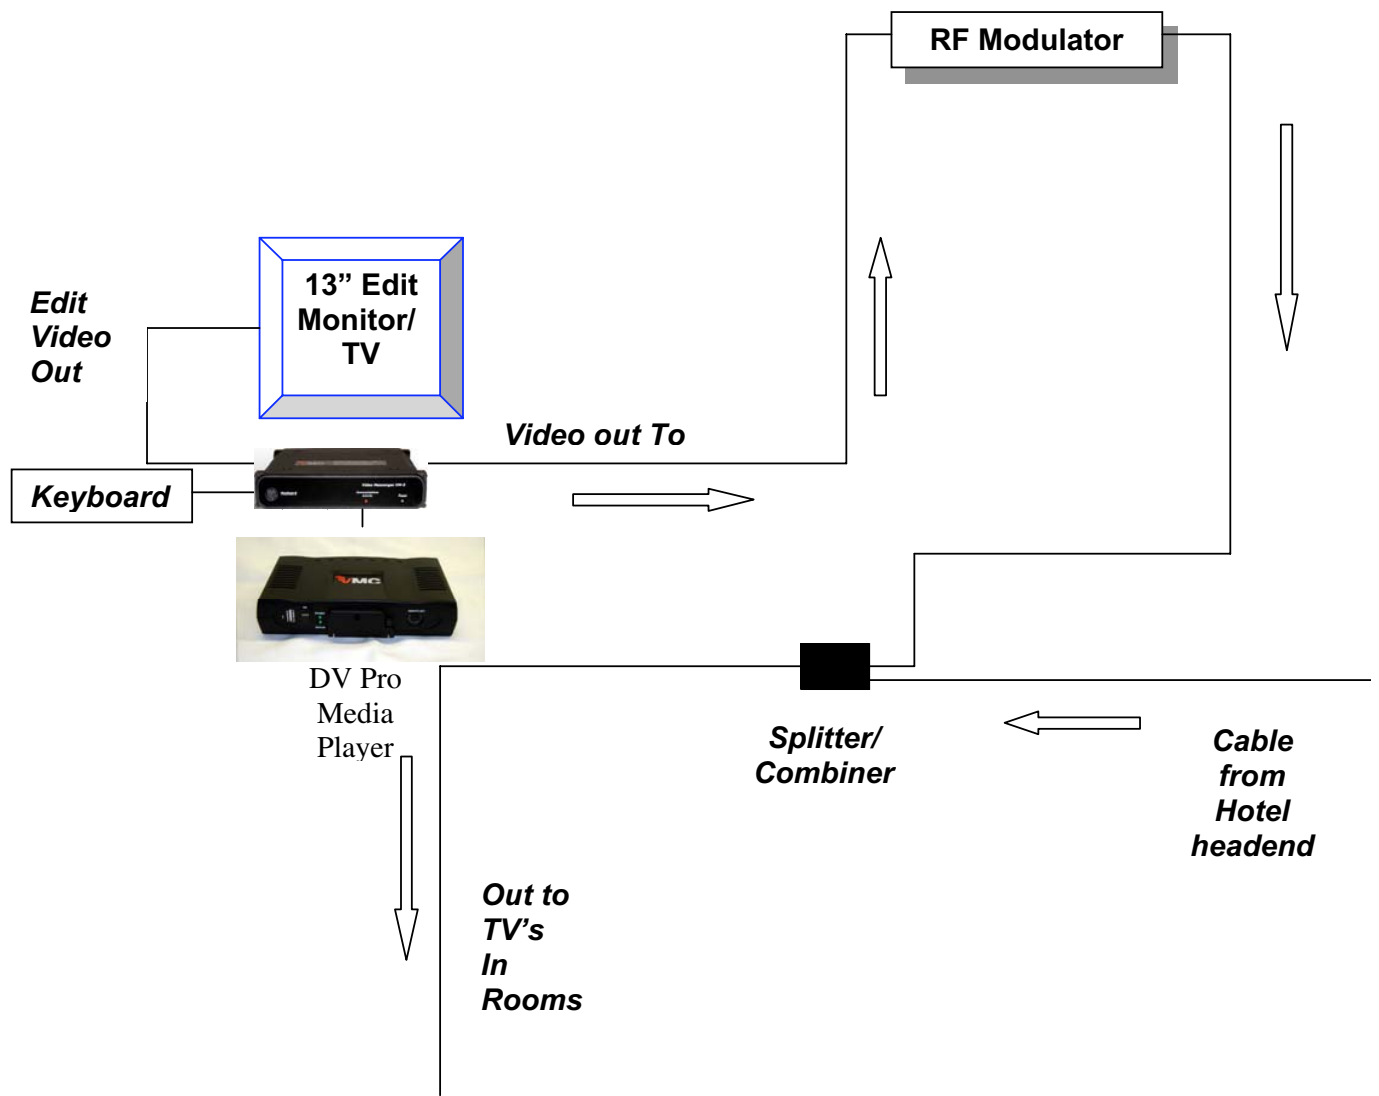 RF Modulator
13” Edit
Monitor/
TV
Edit
Video
Out
Video out To
Keyboard
VMC
DV Pro
Media
Player
Splitter/
Combiner
Cable
from
Hotel
headend
Out to
TV’s
In
Rooms